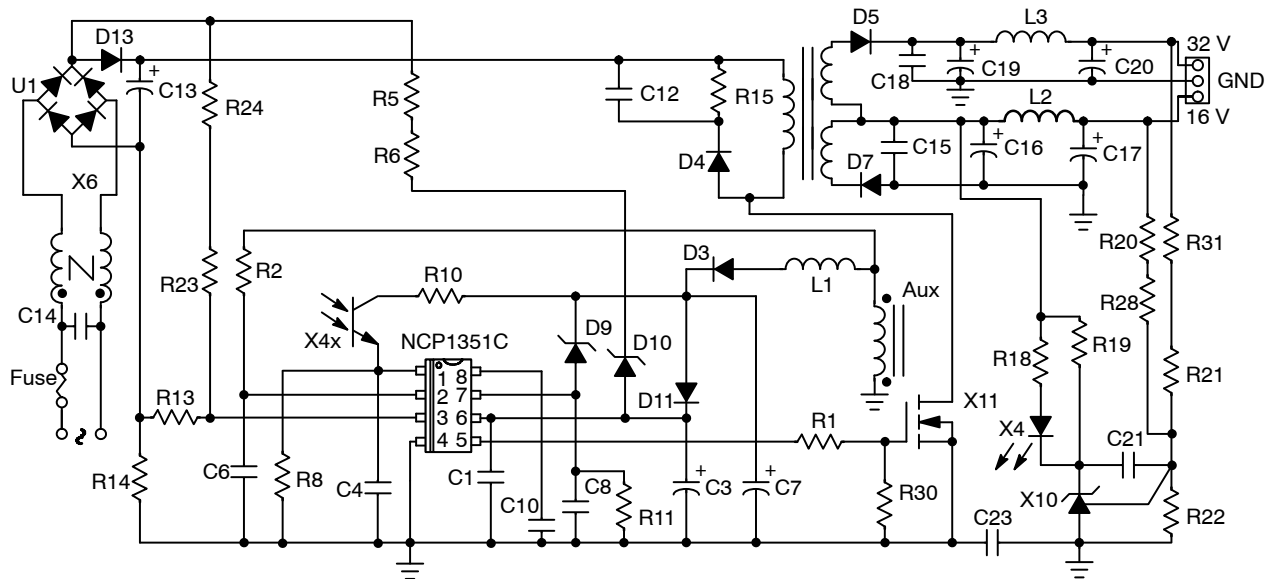 D5
L3
32 V
D13
U1
+
C13
R24
R5
C12
R15
C18
+
C19
+
C20
GND
L2
16 V
R6
D4
D7
C15
+
C16
+
C17
X6
R23
R2
R10
D3
L1
Aux
R20
R31
C14
X4x
NCP1351C
D9
D10
R28
Fuse
1 8
2 7
3 6
4 5
D11
R18
R19
R21
R13
R1
X11
X4
C21
R14
C6
R8
C4
C1
C10
C8
R11
+
C3
+
C7
R30
C23
X10
R22